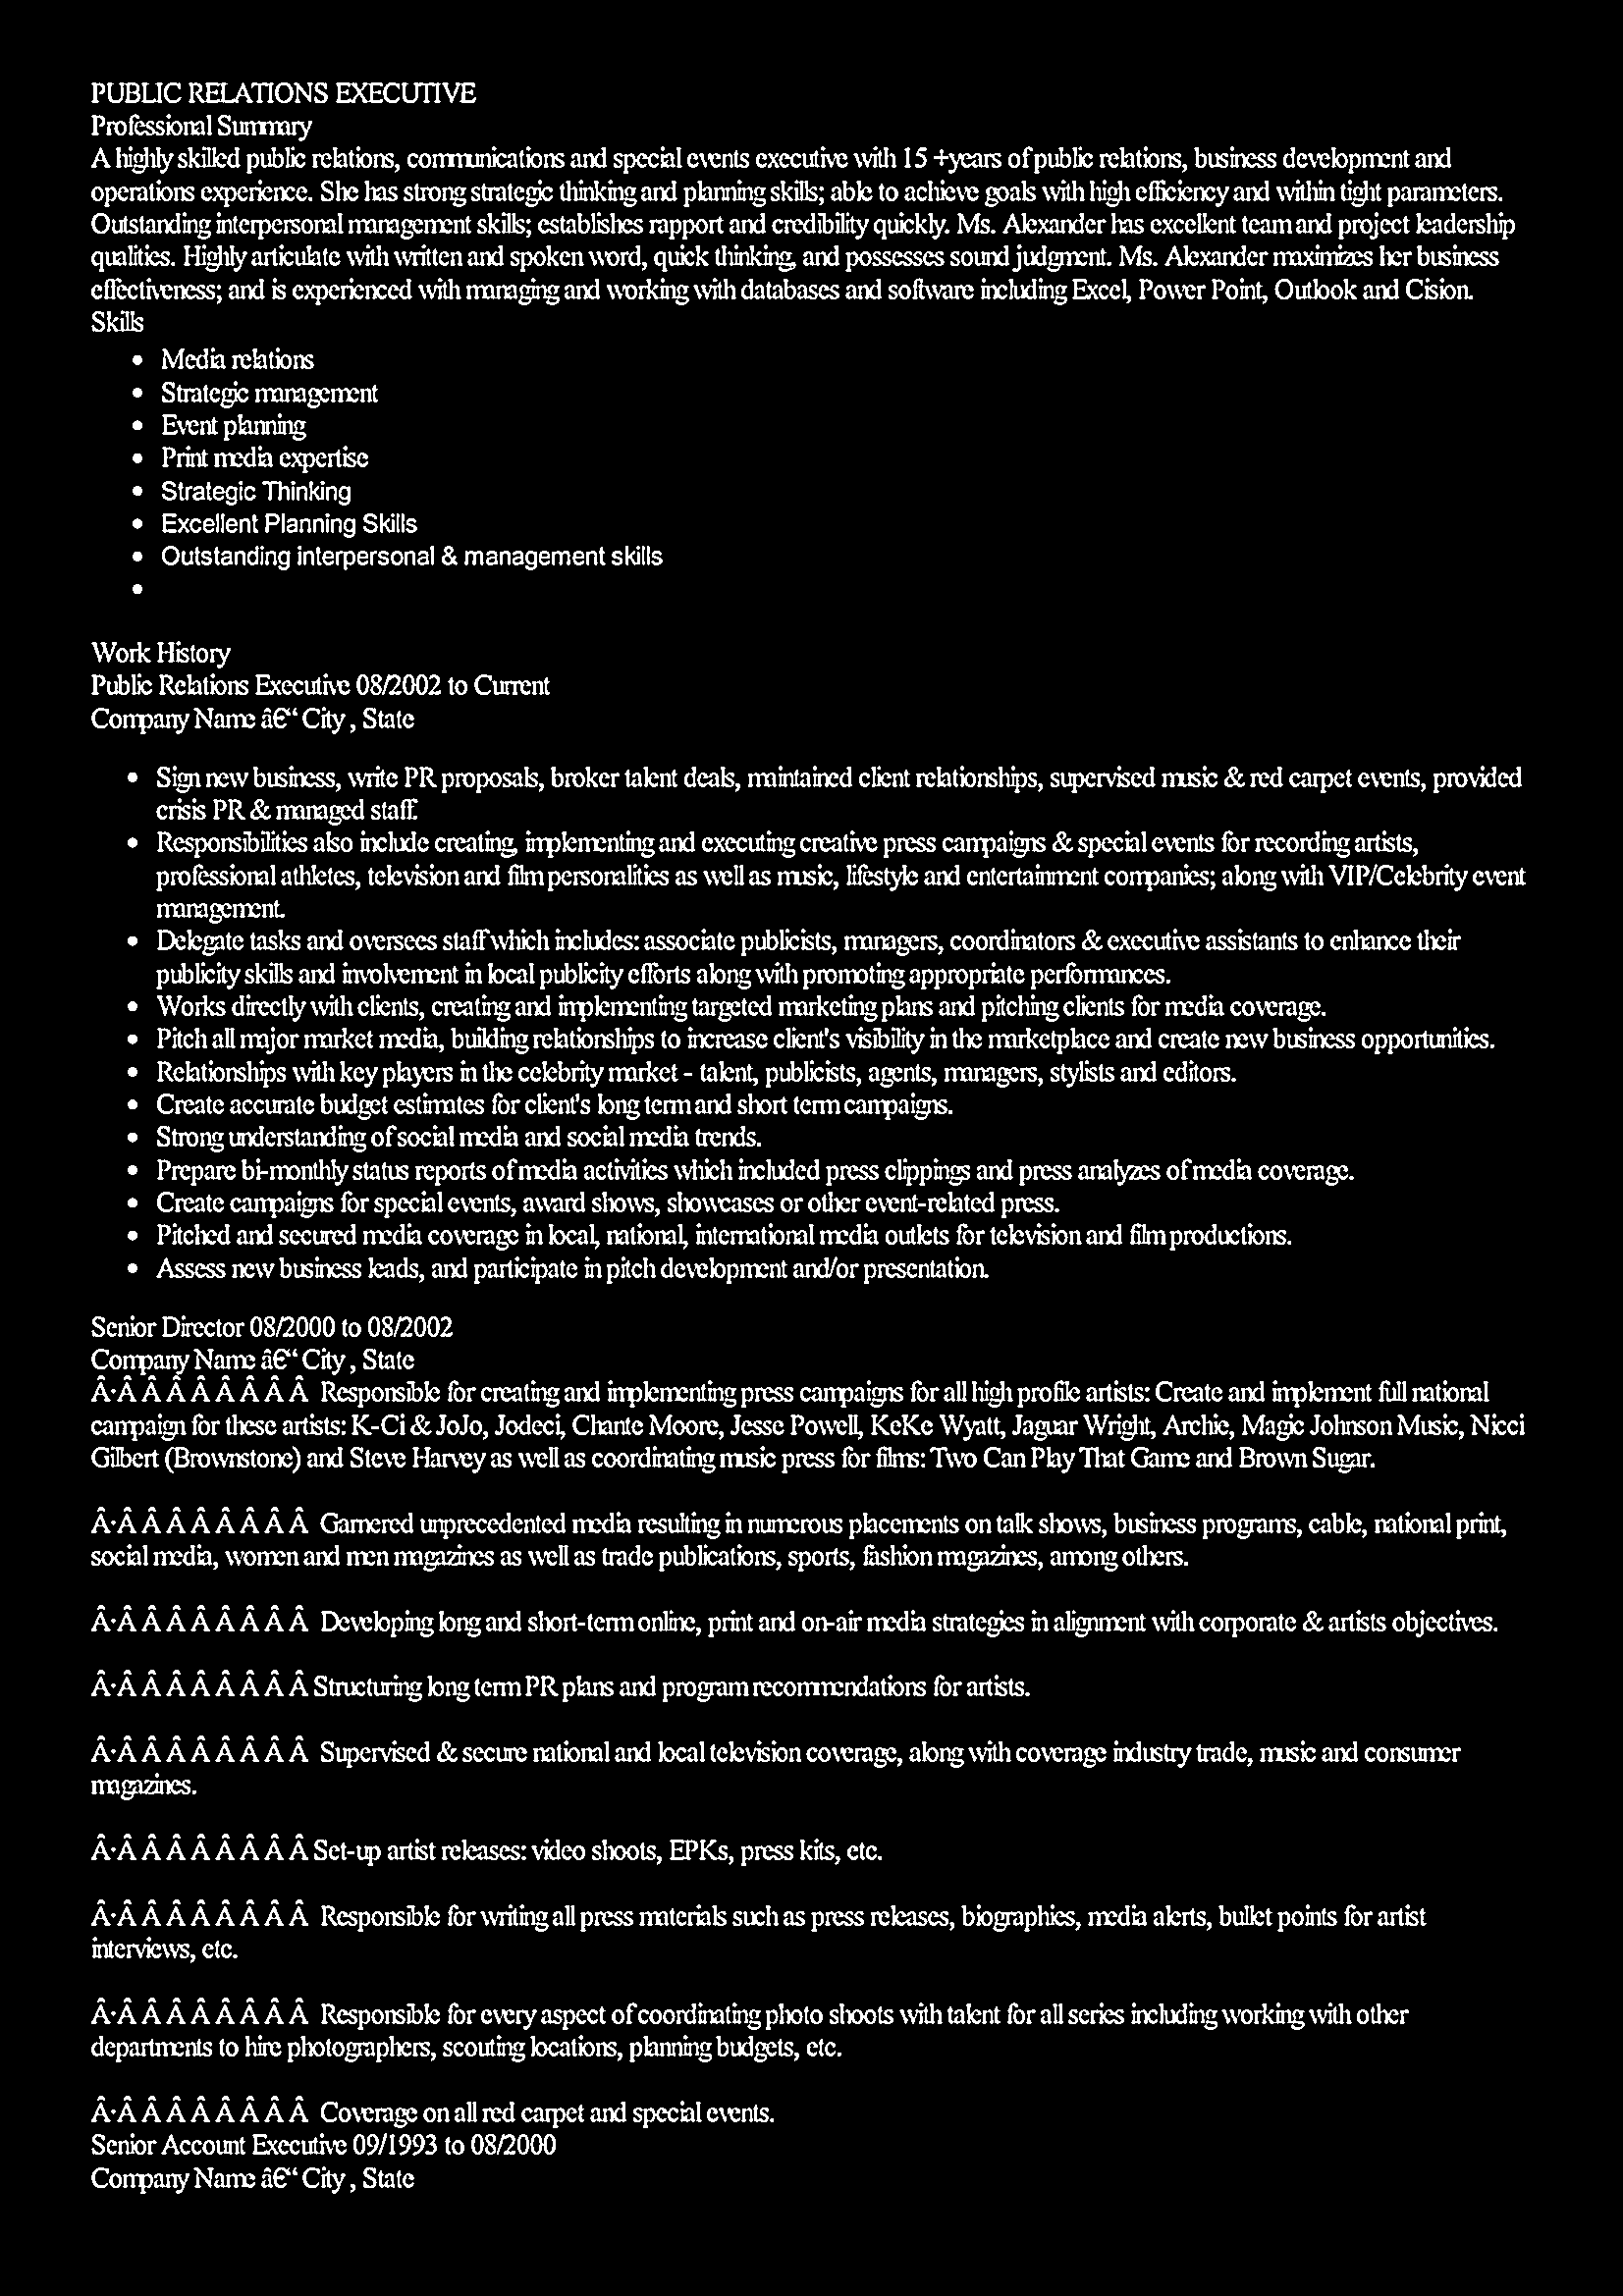 PUBLIC RELATIONS EXECUTIVE
Professional Summary
A highly skilled public relations, communications and special events executive with 15 +years of public relations, business development and
operations experience. She has strong strategic thinking and planning skills; able to achieve goals with high efficiency and within tight parameters.
Outstanding interpersonal management skills; establishes rapport and credibility quickly. Ms. Alexander has excellent team and project leadership
qualities. Highly articulate with written and spoken word, quick thinking, and possesses sound judgment. Ms. Alexander maximizes her business
effectiveness; and is experienced with managing and working with databases and software including Excel, Power Point, Outlook and Cision.
Skills
• Media relations
• Strategic management
• Event planning
• Print media expertise
• Strategic Thinking
• Excellent Planning Skills
• Outstanding interpersonal & management skills
•
Work History
Public Relations Executive 08/2002 to Current
Company Name â€“ City , State
• Sign new business, write PR proposals, broker talent deals, maintained client relationships, supervised music & red carpet events, provided
crisis PR & managed staff.
• Responsibilities also include creating, implementing and executing creative press campaigns & special events for recording artists,
professional athletes, television and film personalities as well as music, lifestyle and entertainment companies; along with VIP/Celebrity event
management.
• Delegate tasks and oversees staff which includes: associate publicists, managers, coordinators & executive assistants to enhance their
publicity skills and involvement in local publicity efforts along with promoting appropriate performances.
• Works directly with clients, creating and implementing targeted marketing plans and pitching clients for media coverage.
• Pitch all major market media, building relationships to increase client's visibility in the marketplace and create new business opportunities.
• Relationships with key players in the celebrity market - talent, publicists, agents, managers, stylists and editors.
• Create accurate budget estimates for client's long term and short term campaigns.
• Strong understanding of social media and social media trends.
• Prepare bi-monthly status reports of media activities which included press clippings and press analyzes of media coverage.
• Create campaigns for special events, award shows, showcases or other event-related press.
• Pitched and secured media coverage in local, national, international media outlets for television and film productions.
• Assess new business leads, and participate in pitch development and/or presentation.
Senior Director 08/2000 to 08/2002
Company Name â€“ City , State
Â·Â Â Â Â Â Â Â Â  Responsible for creating and implementing press campaigns for all high profile artists: Create and implement full national
campaign for these artists: K-Ci & JoJo, Jodeci, Chante Moore, Jesse Powell, KeKe Wyatt, Jaguar Wright, Archie, Magic Johnson Music, Nicci
Gilbert (Brownstone) and Steve Harvey as well as coordinating music press for films: Two Can Play That Game and Brown Sugar.
Â·Â Â Â Â Â Â Â Â  Garnered unprecedented media resulting in numerous placements on talk shows, business programs, cable, national print,
social media, women and men magazines as well as trade publications, sports, fashion magazines, among others.
Â·Â Â Â Â Â Â Â Â  Developing long and short-term online, print and on-air media strategies in alignment with corporate & artists objectives.
Â·Â Â Â Â Â Â Â Â Structuring long term PR plans and program recommendations for artists.
Â·Â Â Â Â Â Â Â Â  Supervised & secure national and local television coverage, along with coverage industry trade, music and consumer
magazines.
Â·Â Â Â Â Â Â Â Â Set-up artist releases: video shoots, EPKs, press kits, etc.
Â·Â Â Â Â Â Â Â Â  Responsible for writing all press materials such as press releases, biographies, media alerts, bullet points for artist
interviews, etc.
Â·Â Â Â Â Â Â Â Â  Responsible for every aspect of coordinating photo shoots with talent for all series including working with other
departments to hire photographers, scouting locations, planning budgets, etc.
Â·Â Â Â Â Â Â Â Â  Coverage on all red carpet and special events.
Senior Account Executive 09/1993 to 08/2000
Company Name â€“ City , State